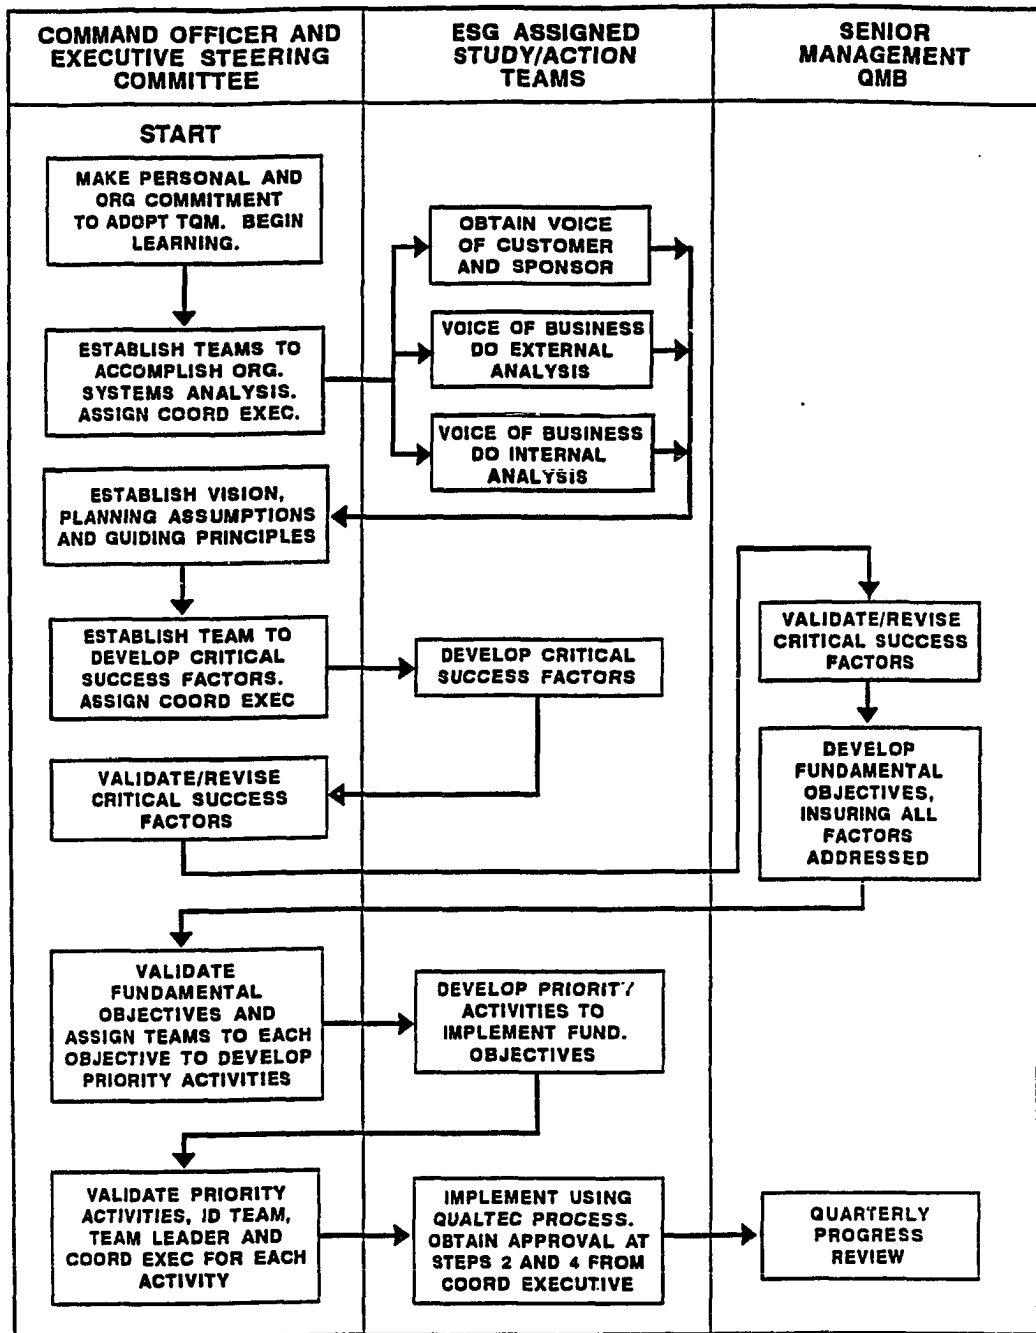 COMMAND OFFICER AND
EXECUTIVE STEERING
COMMITTEE
ESG ASSIGNED
STUDY/ACTION
TEAMS
SENIOR
MANAGEMENT
QMB
START
MAKE PERSONAL AND
ORG COMMITMENT
TO ADOPT TQM. BEGIN
LEARNING.
ESTABLISH TEAMS TO
ACCOMPLISH ORG.
SYSTEMS ANALYSIS.
ASSIGN COORD EXEC.
OBTAIN VOICE
OF CUSTOMER
AND SPONSOR
VOICE OF BUSINESS
DO EXTERNAL
ANALYSIS
VOICE OF BUSINESS
DO INTERNAL
ANALYSIS
ESTABLISH VISION,
PLANNING ASSUMPTIONS
AND GUIDING PRINCIPLES
ESTABLISH TEAM TO
DEVELOP CRITICAL
SUCCESS FACTORS.
ASSIGN COORD EXEC
DEVELOP CRITICAL
SUCCESS FACTORS
VALIDATE/REVISE
CRITICAL SUCCESS
FACTORS
VALIDATE/REVISE
CRITICAL SUCCESS
FACTORS
DEVELOP
FUNDAMENTAL
OBJECTIVES,
INSURING ALL
FACTORS
ADDRESSED
VALIDATE
FUNDAMENTAL
OBJECTIVES AND
ASSIGN TEAMS TO EACH
OBJECTIVE TO DEVELOP
PRIORITY ACTIVITIES
DEVELOP PRIORITY
ACTIVITIES TO
IMPLEMENT FUND.
OBJECTIVES
VALIDATE PRIORITY
ACTIVITIES, ID TEAM,
TEAM LEADER AND
COORD EXEC FOR EACH
ACTIVITY
IMPLEMENT USING
QUALTEC PROCESS.
OBTAIN APPROVAL AT
STEPS 2 AND 4 FROM
COORD EXECUTIVE
QUARTERLY
PROGRESS
REVIEW